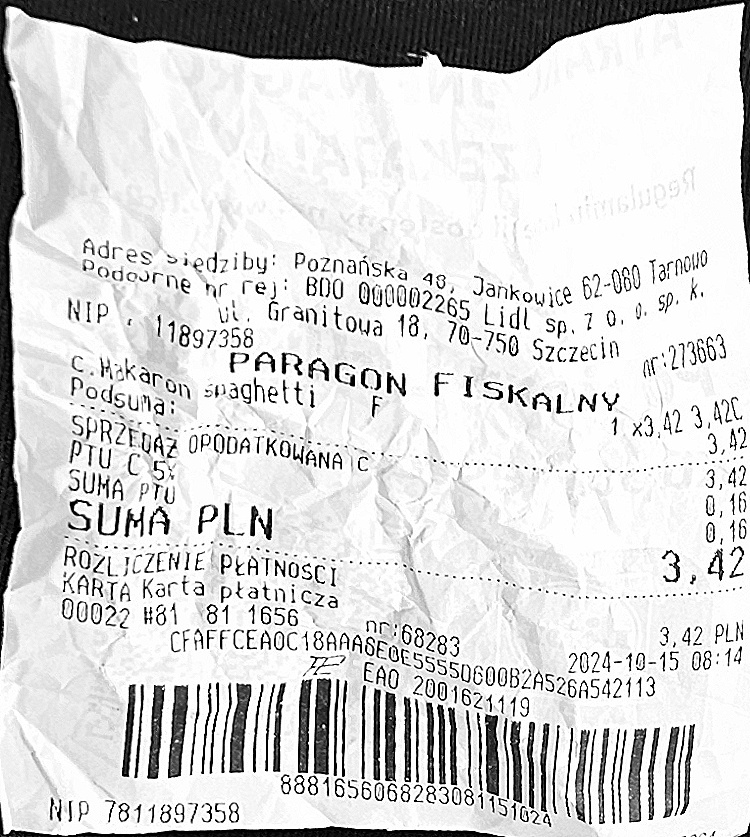 Adres siedziby: Poznańska 48, Jankowice 62-080 Tarnowo
Podgórne nr rej: BDO 000002265 Lidl sp. z o. o. sp. k.
ul. Granitowa 18, 70-750 Szczecin
NIP 11897358 nr:273663
PARAGON FISKALNY
C.Makaron spaghetti F 1 x3,42 3,42C
Podsuma: 3,42
SPRZEDAŻ OPODATKOWANA C 3,42
PTU C 5% 0,16
SUMA PTU 0,16
SUMA PLN 3,42
ROZLICZENIE PŁATNOŚCI
KARTA Karta płatnicza 3,42 PLN
00022 #81 81 1656 nr:68283 2024-10-15 08:14
CFAFFCEA0C18AAA6E0E5555D600B2A526A542113
EAO 2001621119
8881656068283081151024
NIP 7811897358